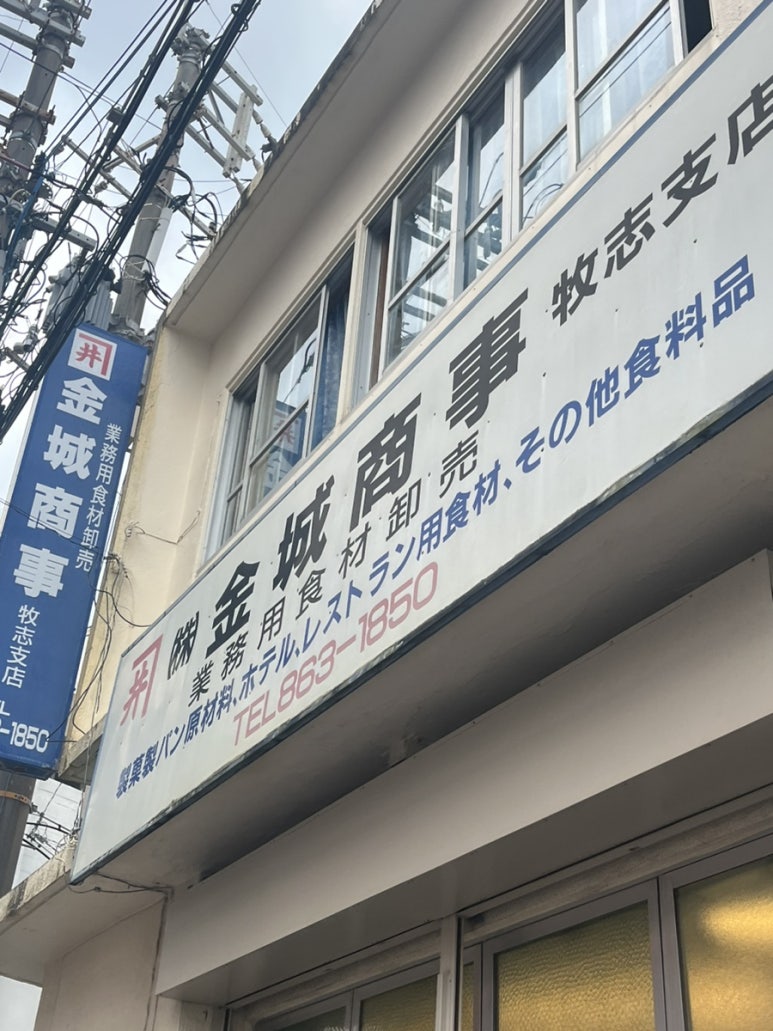 井
金城商事
業務用食材卸売
牧志支店
-1850
井
㈱金城商事 牧志支店
業務用食材卸売
製菓製パン原材料、ホテル、レストラン用食材、その他食料品
TEL863-1850